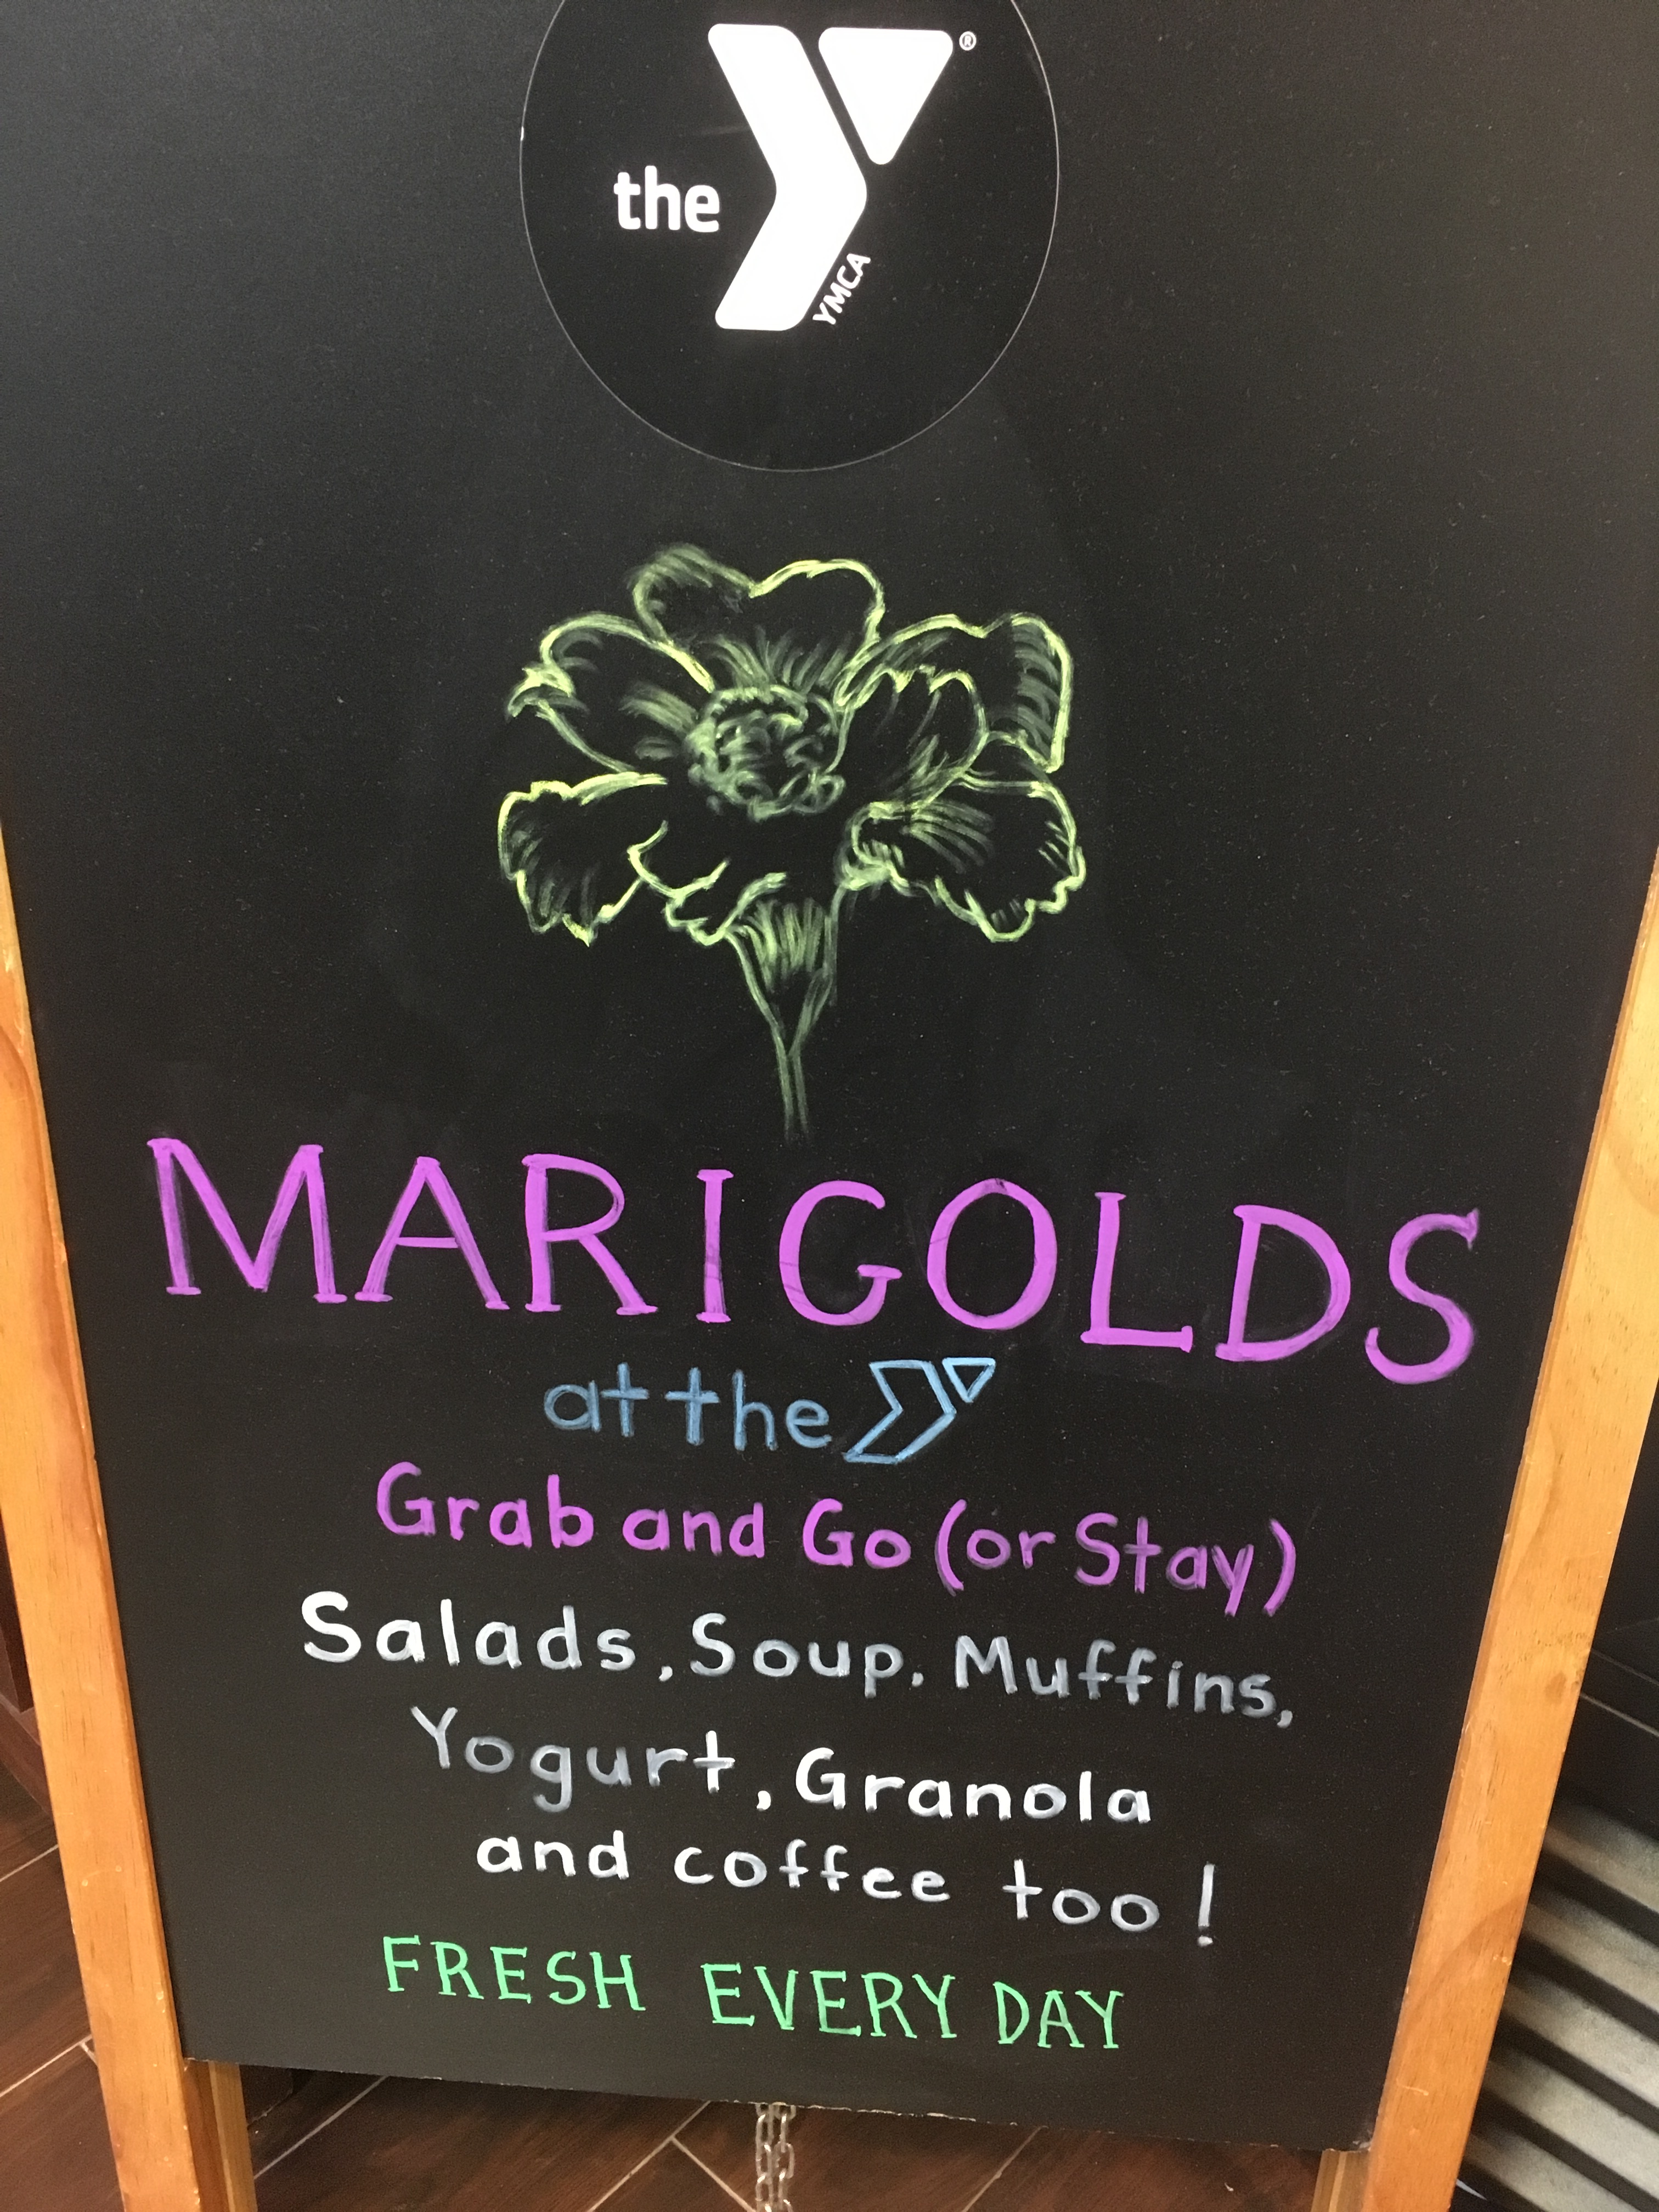 the Y®
YMCA
MARIGOLDS
at the Y
Grab and Go (or Stay)
Salads, Soup, Muffins,
Yogurt, Granola
and coffee too!
FRESH EVERY DAY